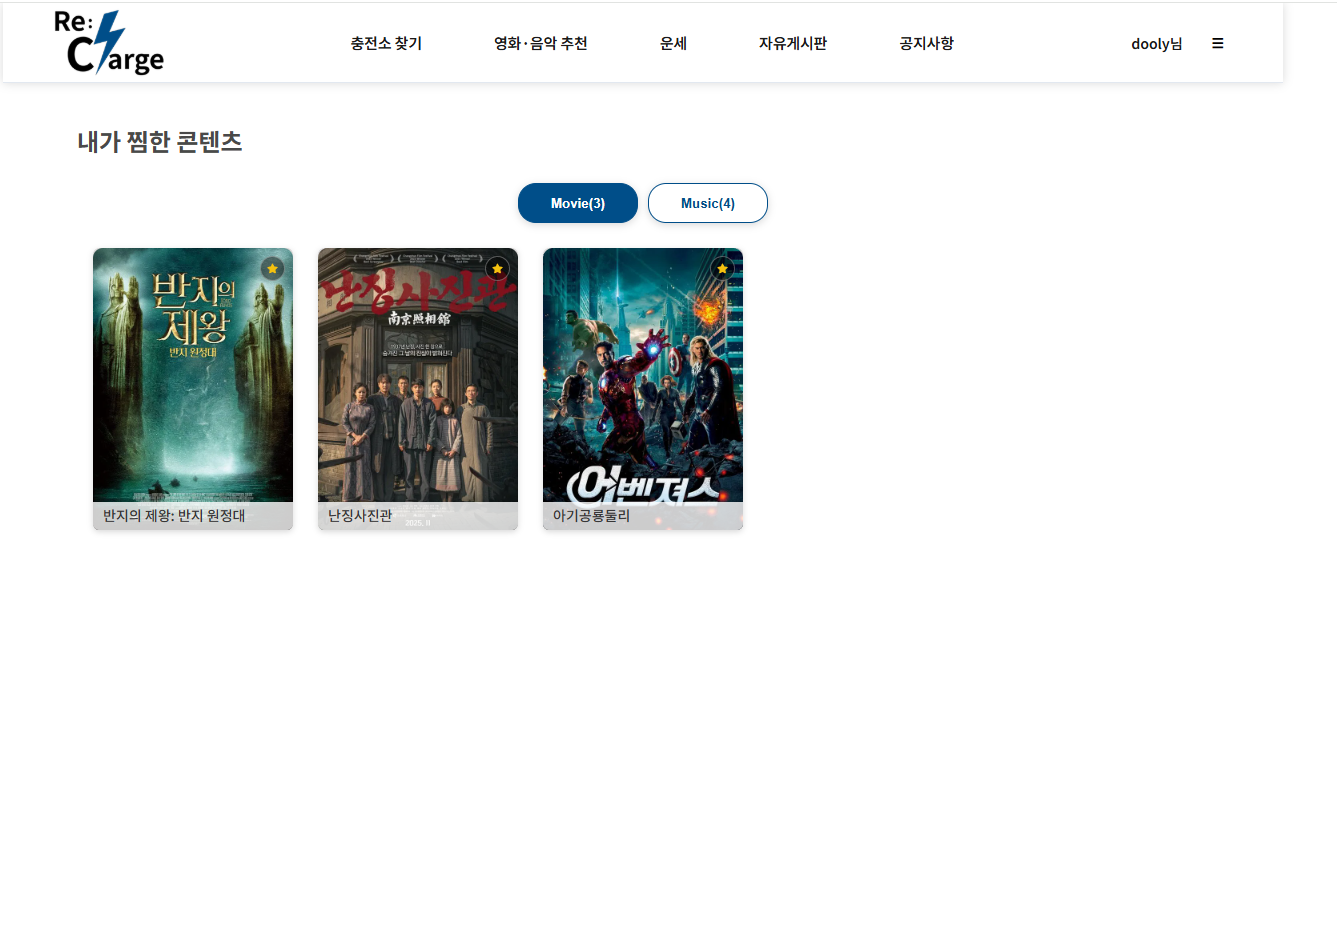 Re:
Charge
충전소 찾기
영화·음악 추천
운세
자유게시판
공지사항
dooly님
내가 찜한 콘텐츠
Movie(3)
Music(4)
반지의
제왕
반지 원정대
반지의 제왕: 반지 원정대
난징사진관
南京照相館
난징사진관
2025. 8
어벤져스
아기공룡둘리